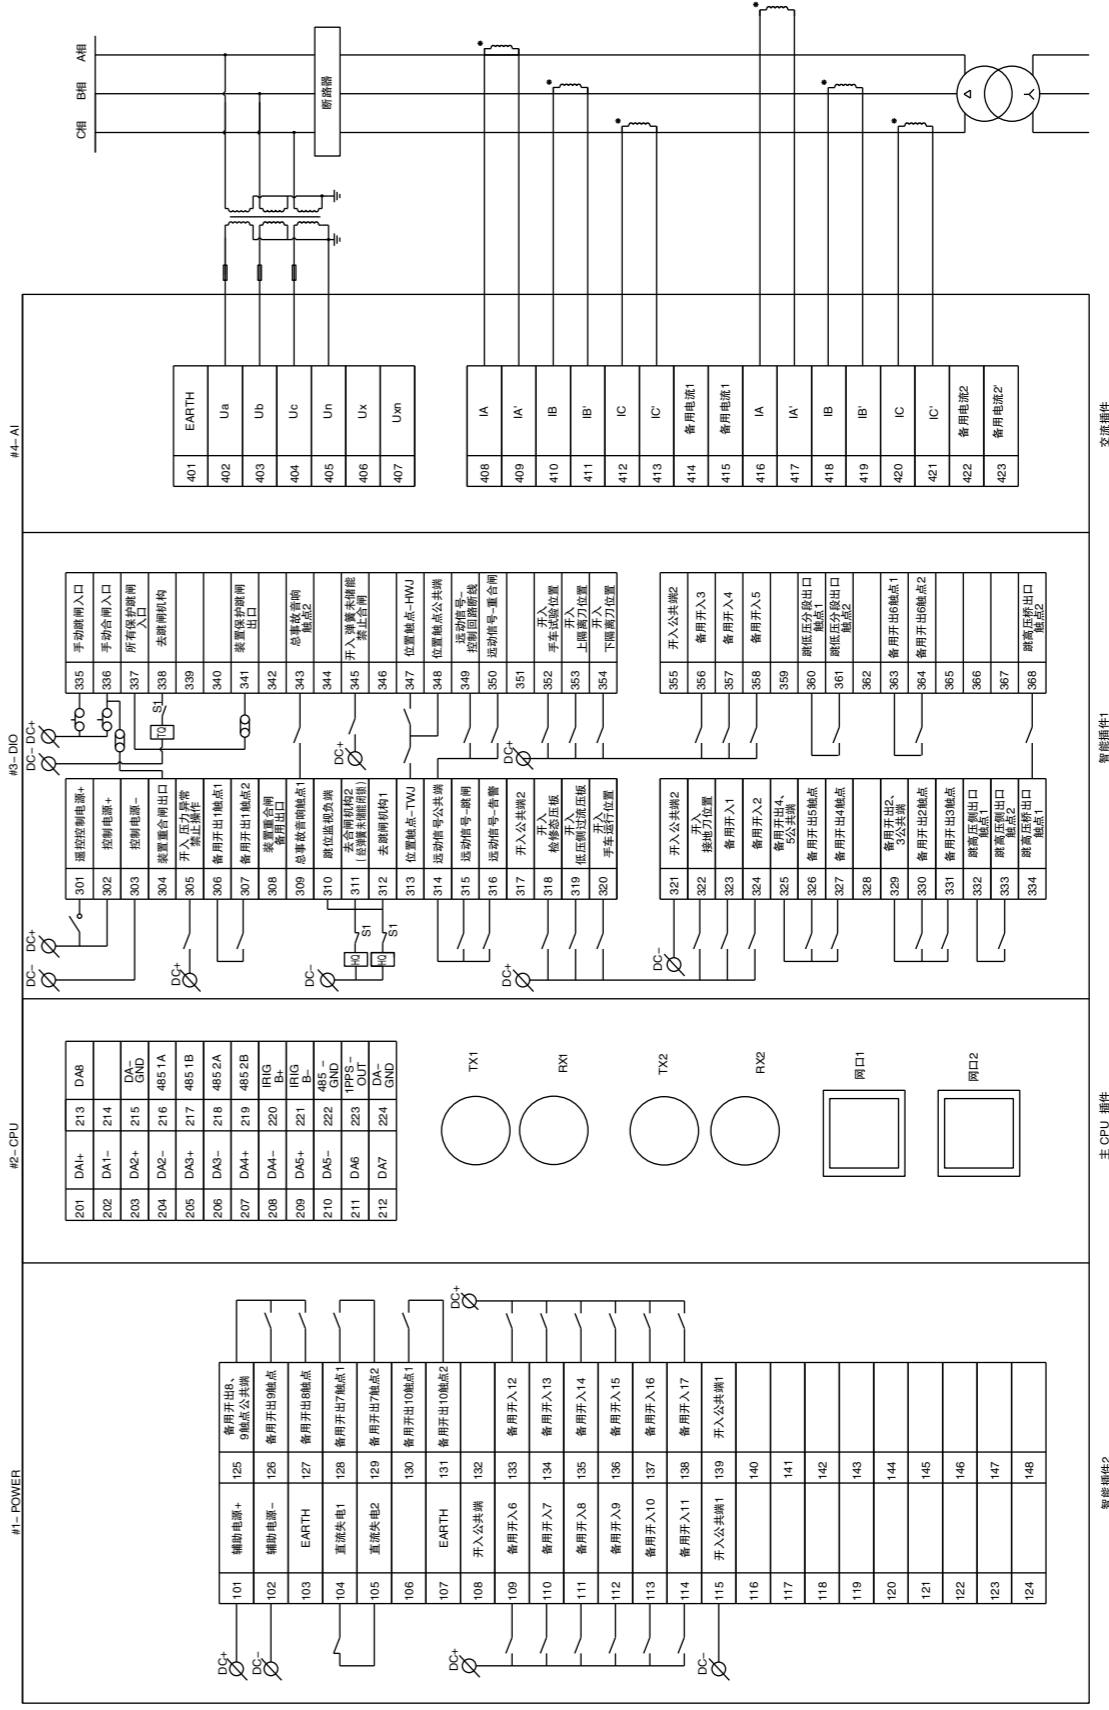 A相
B相
C相
断路器
#4-AI
401 EARTH
402 Ua
403 Ub
404 Uc
405 Un
406 Ux
407 Uxn
408 IA
409 IA'
410 IB
411 IB'
412 IC
413 IC'
414 备用电流1
415 备用电流1
416 IA
417 IA'
418 IB
419 IB'
420 IC
421 IC'
422 备用电流2
423 备用电流2'
交流插件
#3-DIO
DC-
DC+
335 手动跳闸入口
336 手动合闸入口
337 所有保护跳闸
入口
338 去跳闸机构
TQ
S1
339
340
341 装置保护跳闸
出口
342
343 总事故音响
触点2
344
345 开入 弹簧未储能
禁止合闸
DC+
346
347 位置触点-HWJ
348 位置触点公共端
349 远动信号-
控制回路断线
350 远动信号-重合闸
351
DC+
352 开入
手车试验位置
353 开入
上隔离刀位置
354 开入
下隔离刀位置
355 开入公共端2
356 备用开入3
357 备用开入4
358 备用开入5
359
360 跳低压分段出口
触点1
361 跳低压分段出口
触点2
362
363 备用开出6触点1
364 备用开出6触点2
365
366
367
368 跳高压桥出口
触点2
DC-
DC+
301 遥控控制电源+
302 控制电源+
303 控制电源-
304 装置重合闸出口
305 开入 压力异常
禁止操作
DC+
306 备用开出1触点1
307 备用开出1触点2
308 装置重合闸
备用出口
309 总事故音响触点1
310 跳位监视负端
DC-
311 去合闸机构2
(经弹簧未储能闭锁)
HQ
S1
312 去跳闸机构1
HQ
S1
313 位置触点-TWJ
314 远动信号公共端
315 远动信号-跳闸
316 远动信号-告警
317 开入公共端2
DC+
318 开入
检修态压板
319 开入
低压侧过流压板
320 开入
手车运行位置
321 开入公共端2
DC-
322 开入
接地刀位置
323 备用开入1
324 备用开入2
325 备用开出4、
5公共端
326 备用开出5触点
327 备用开出4触点
328
329 备用开出2、
3公共端
330 备用开出2触点
331 备用开出3触点
332 跳高压侧出口
触点1
333 跳高压侧出口
触点2
334 跳高压桥出口
触点1
智能插件1
#2-CPU
213 DA8
214
215 DA-
GND
216 485 1A
217 485 1B
218 485 2A
219 485 2B
220 IRIG
B+
221 IRIG
B-
222 485 -
GND
223 1PPS -
OUT
224 DA-
GND
201 DAI+
202 DA1-
203 DA2+
204 DA2-
205 DA3+
206 DA3-
207 DA4+
208 DA4-
209 DA5+
210 DA5-
211 DA6
212 DA7
TX1
RX1
TX2
RX2
网口1
网口2
主 CPU 插件
#1-POWER
DC+
125 备用开出8、
9触点公共端
126 备用开出9触点
127 备用开出8触点
128 备用开出7触点1
129 备用开出7触点2
130 备用开出10触点1
131 备用开出10触点2
132
133 备用开入12
134 备用开入13
135 备用开入14
136 备用开入15
137 备用开入16
138 备用开入17
139 开入公共端1
140
141
142
143
144
145
146
147
148
101 辅助电源+
DC+
102 辅助电源-
DC-
103 EARTH
104 直流失电1
105 直流失电2
106
107 EARTH
108 开入公共端
DC+
109 备用开入6
110 备用开入7
111 备用开入8
112 备用开入9
113 备用开入10
114 备用开入11
115 开入公共端1
DC-
116
117
118
119
120
121
122
123
124
智能插件2